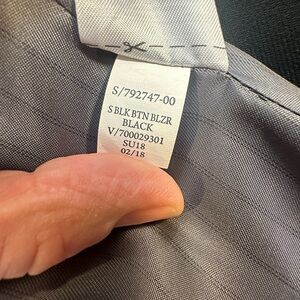 S/792747-00
S BLK BTN BLZR
BLACK
V/700029301
SU18
02/18